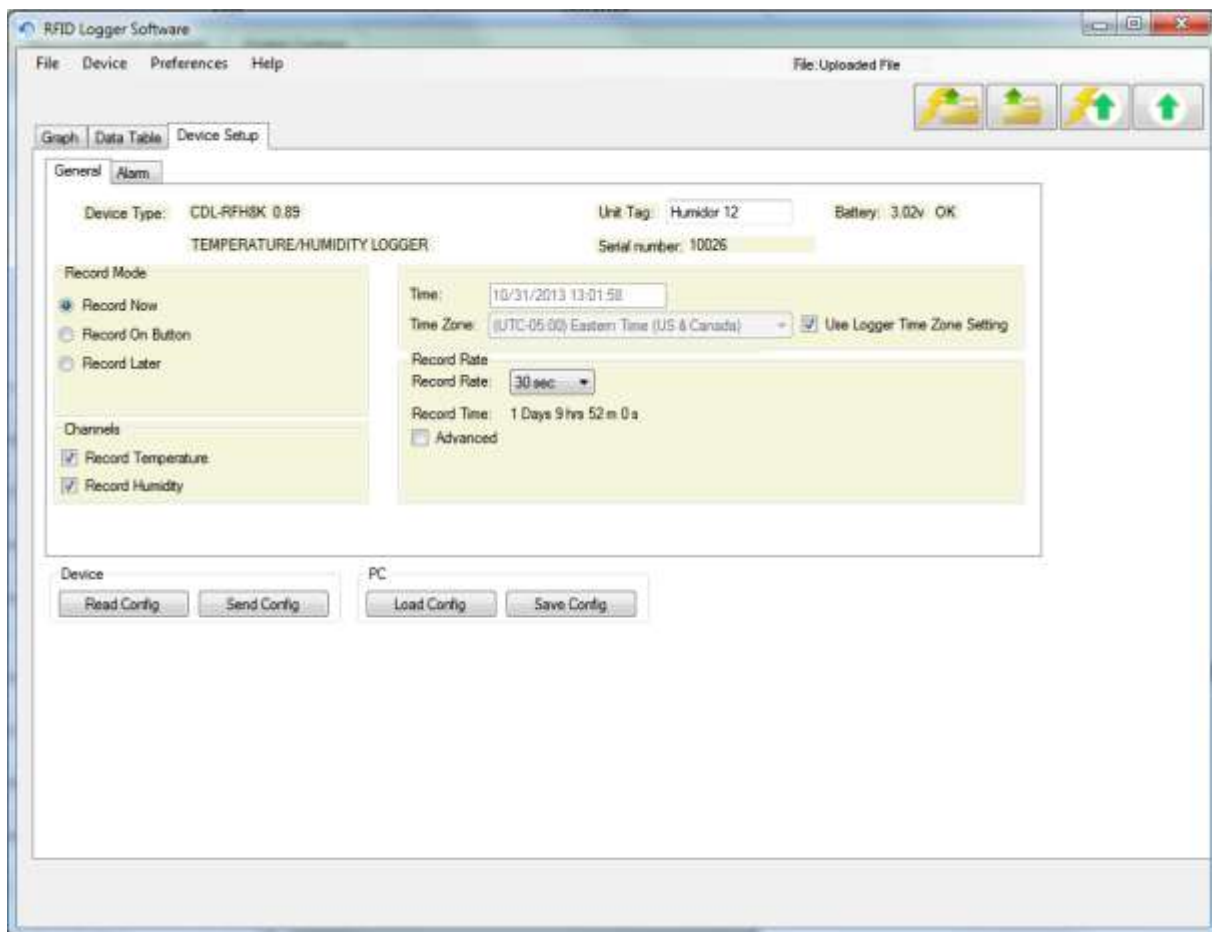 RFID Logger Software
File Device Preferences Help File: Uploaded File
Graph Data Table Device Setup
General Alarm
Device Type: CDL-RFH8K 0.89 Unit Tag: Humidor 12 Battery: 3.02v OK
TEMPERATURE/HUMIDITY LOGGER Serial number: 10026
Record Mode
Record Now
Record On Button
Record Later
Time: 10/31/2013 13:01:58
Time Zone: (UTC-05:00) Eastern Time (US & Canada) Use Logger Time Zone Setting
Record Rate
Record Rate: 30 sec
Record Time: 1 Days 9 hrs 52 m 0 s
Advanced
Channels
Record Temperature
Record Humidity
Device
Read Config Send Config
PC
Load Config Save Config